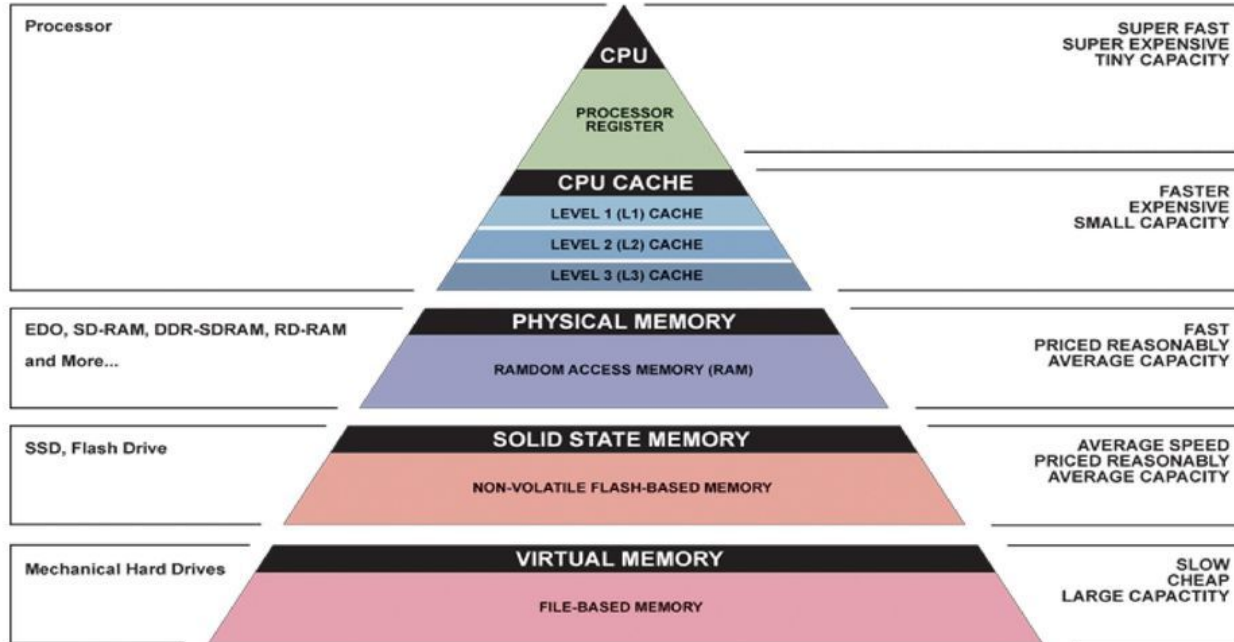 Processor
CPU
SUPER FAST
SUPER EXPENSIVE
TINY CAPACITY
PROCESSOR
REGISTER
CPU CACHE
LEVEL 1 (L1) CACHE
LEVEL 2 (L2) CACHE
LEVEL 3 (L3) CACHE
FASTER
EXPENSIVE
SMALL CAPACITY
EDO, SD-RAM, DDR-SDRAM, RD-RAM
and More...
PHYSICAL MEMORY
RAMDOM ACCESS MEMORY (RAM)
FAST
PRICED REASONABLY
AVERAGE CAPACITY
SSD, Flash Drive
SOLID STATE MEMORY
NON-VOLATILE FLASH-BASED MEMORY
AVERAGE SPEED
PRICED REASONABLY
AVERAGE CAPACITY
Mechanical Hard Drives
VIRTUAL MEMORY
FILE-BASED MEMORY
SLOW
CHEAP
LARGE CAPACTITY